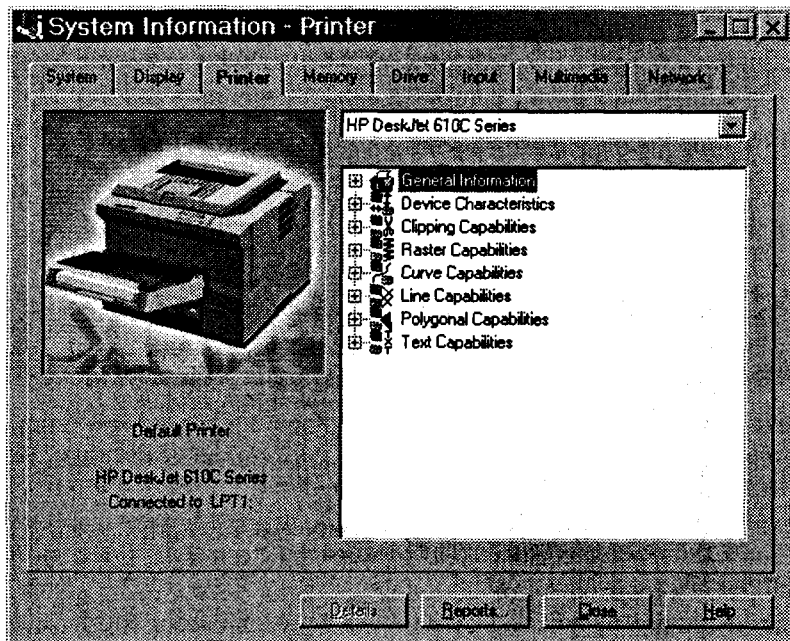 System Information - Printer
System Display Printer Memory Drive Input Multimedia Network
HP DeskJet 610C Series
General Information
Device Characteristics
Clipping Capabilities
Raster Capabilities
Curve Capabilities
Line Capabilities
Polygonal Capabilities
Text Capabilities
Default Printer
HP DeskJet 610C Series
Connected to LPT1:
Details Reports... Close Help